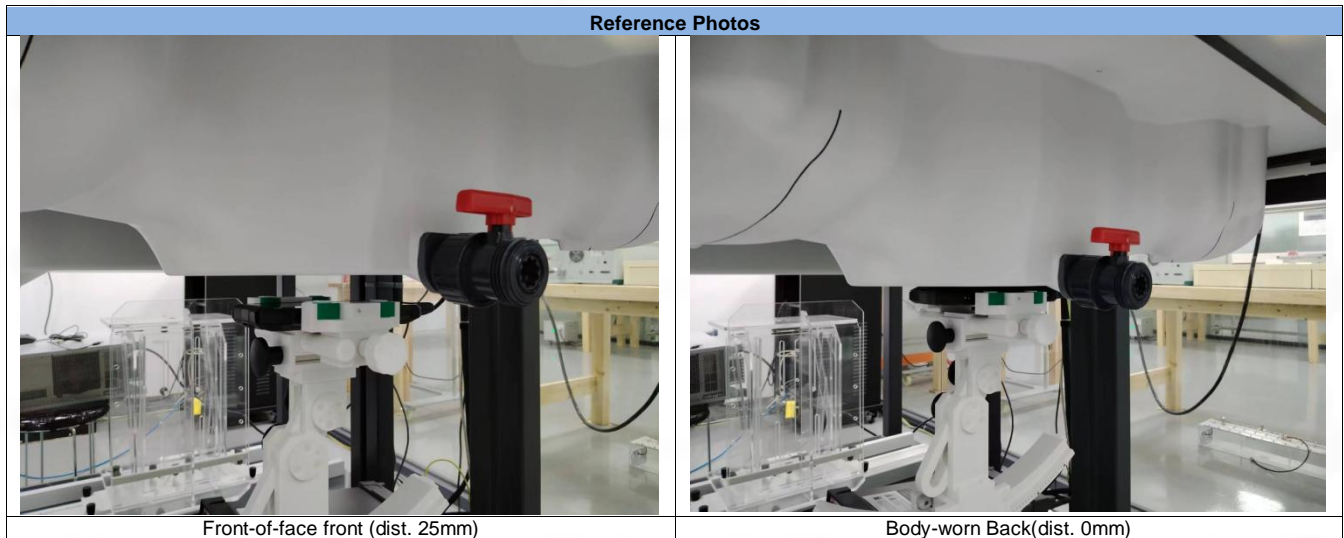 Reference Photos
Front-of-face front (dist. 25mm)
Body-worn Back(dist. 0mm)